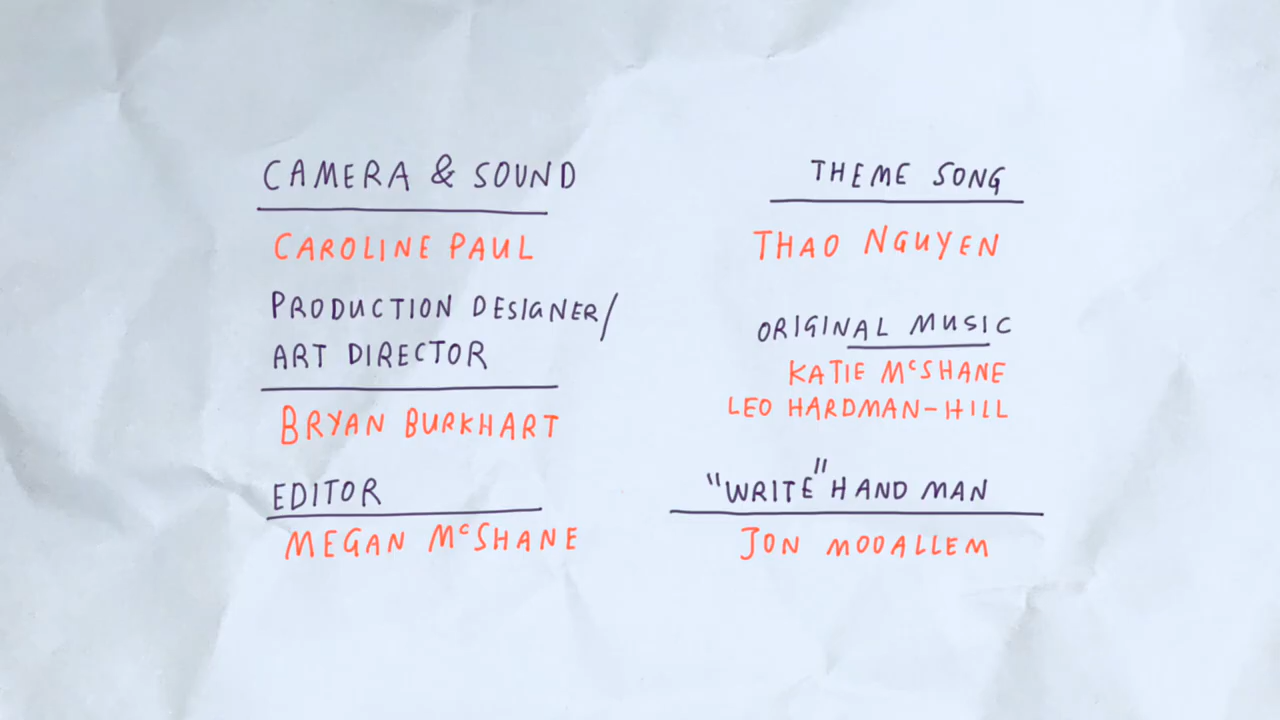 CAMERA & SOUND
CAROLINE PAUL
PRODUCTION DESIGNER/
ART DIRECTOR
BRYAN BURKHART
EDITOR
MEGAN McSHANE
THEME SONG
THAO NGUYEN
ORIGINAL MUSIC
KATIE McSHANE
LEO HARDMAN-HILL
"WRITE" HAND MAN
JON MOOALLEM